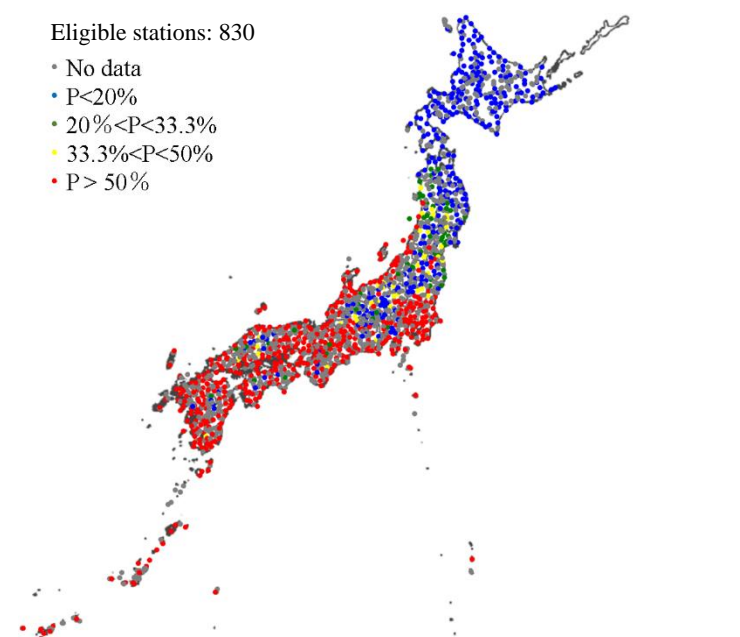 Eligible stations: 830
No data
P<20%
20%<P<33.3%
33.3%<P<50%
P> 50%